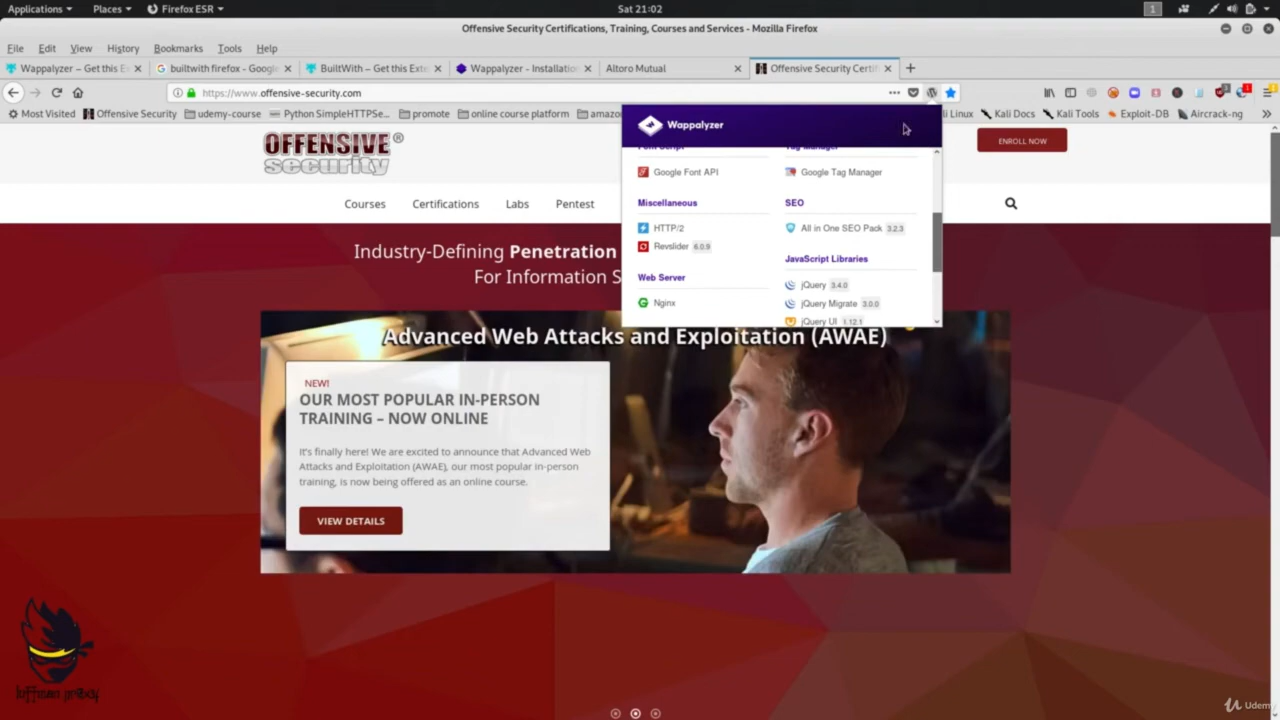 Applications Places Firefox ESR Sat 21:02 1
Offensive Security Certifications, Training, Courses and Services - Mozilla Firefox
File Edit View History Bookmarks Tools Help
Wappalyzer – Get this E builtwith firefox - Googl BuiltWith – Get this Exte Wappalyzer - Installatio Altoro Mutual Offensive Security Certif
https://www.offensive-security.com
Most Visited Offensive Security udemy-course Python SimpleHTTPSe... promote online course platform amazo li Linux Kali Docs Kali Tools Exploit-DB Aircrack-ng
OFFENSIVE®
security
ENROLL NOW
Courses Certifications Labs Pentest
Wappalyzer
Font Script Tag Manager
Google Font API Google Tag Manager
Miscellaneous SEO
HTTP/2 All in One SEO Pack 3.2.3
Revslider 6.0.9
JavaScript Libraries
Web Server
jQuery 3.4.0
Nginx jQuery Migrate 3.0.0
jQuery UI 1.12.1
Industry-Defining Penetration
For Information S
Advanced Web Attacks and Exploitation (AWAE)
NEW!
OUR MOST POPULAR IN-PERSON
TRAINING – NOW ONLINE
It's finally here! We are excited to announce that Advanced Web
Attacks and Exploitation (AWAE), our most popular in-person
training, is now being offered as an online course.
VIEW DETAILS
Udemy